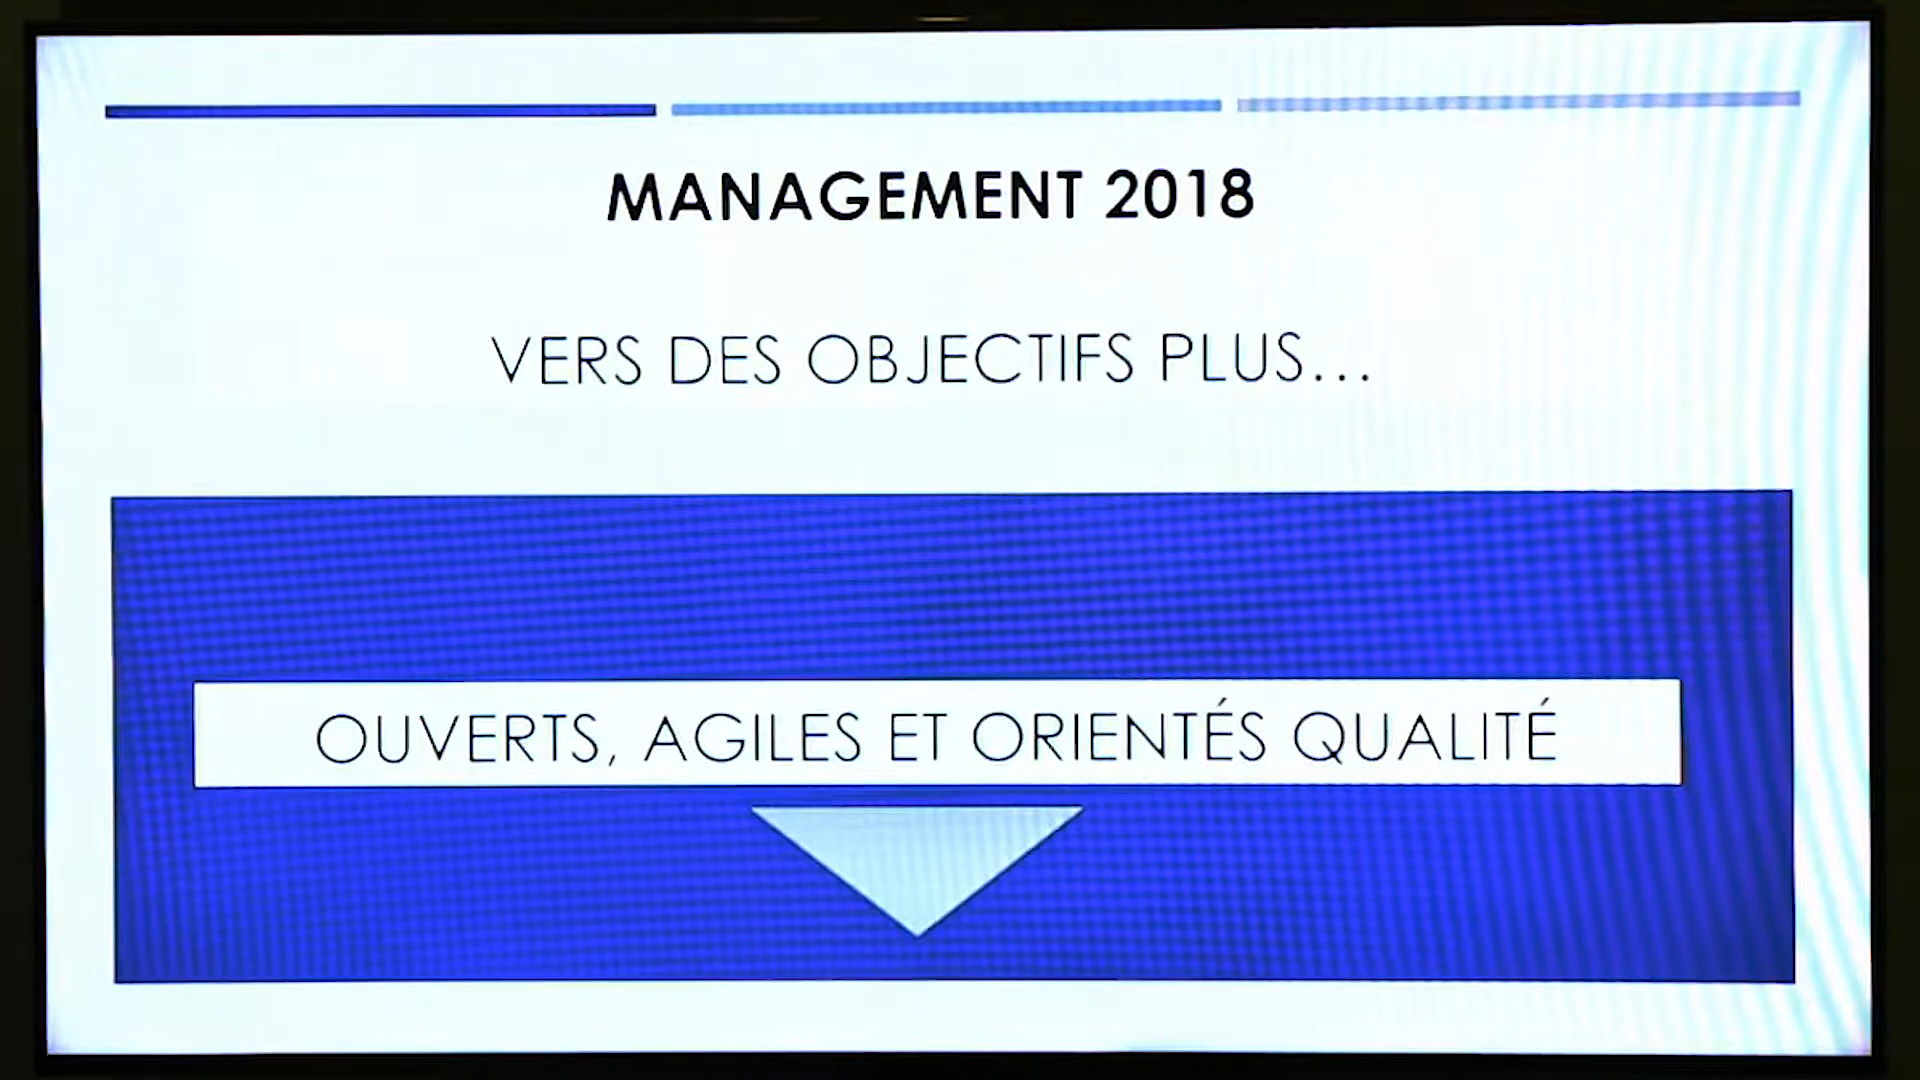 MANAGEMENT 2018
VERS DES OBJECTIFS PLUS...
OUVERTS, AGILES ET ORIENTÉS QUALITÉ